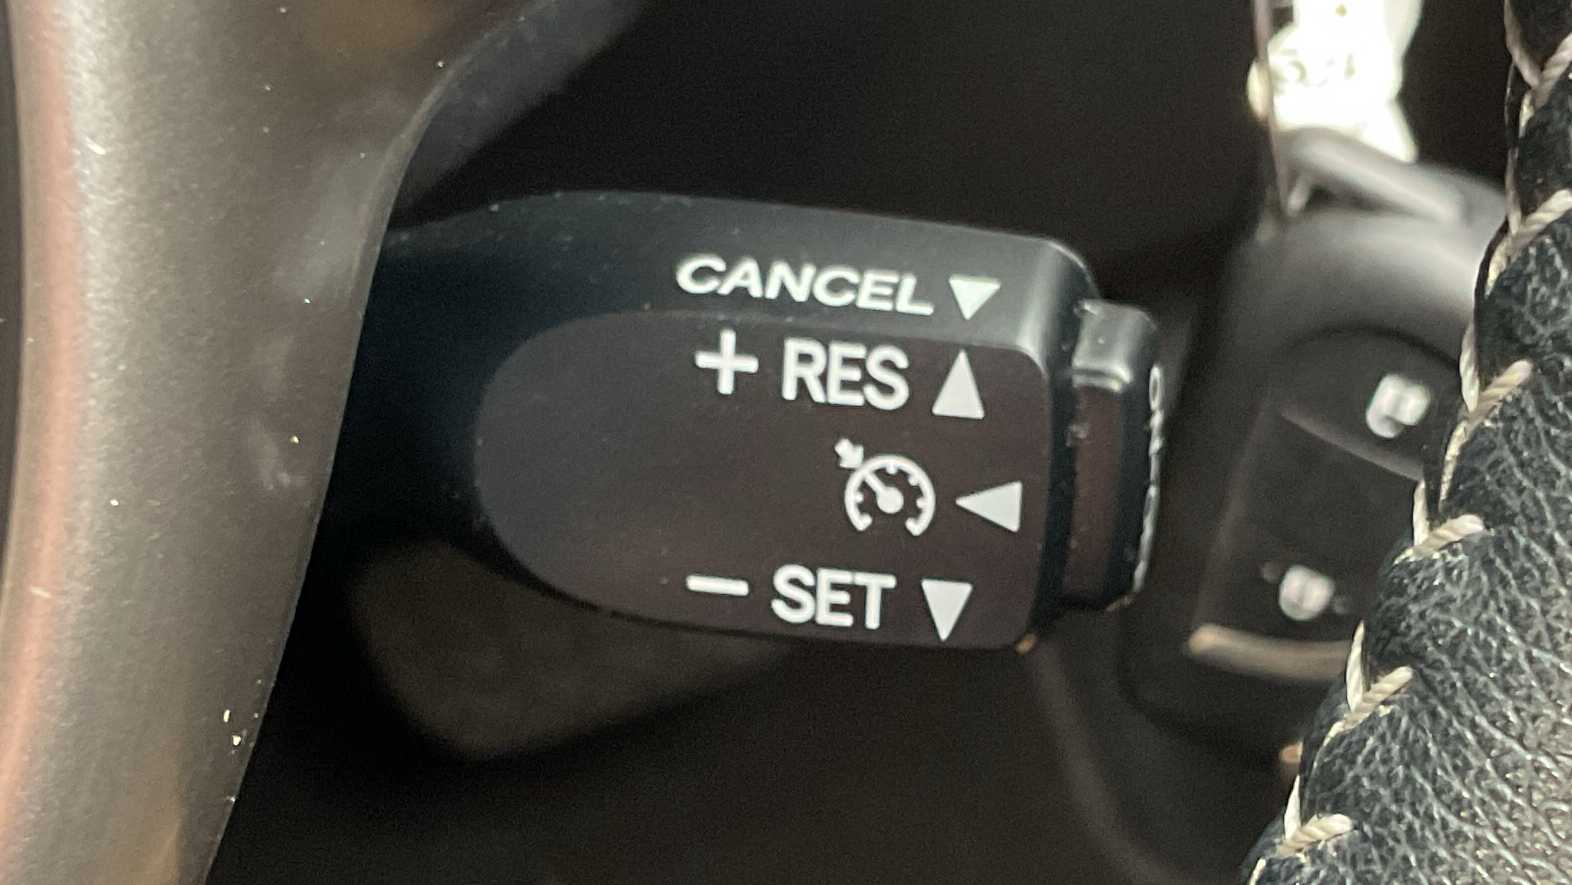 CANCEL ▼
+ RES ▲
◀
− SET ▼